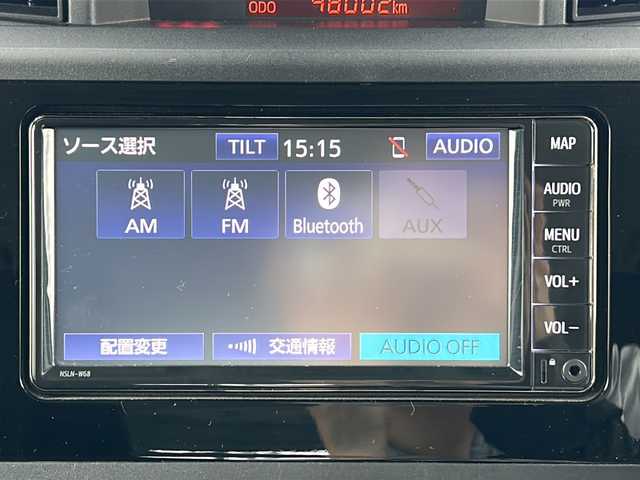 ODO 48002km
ソース選択 TILT 15:15 AUDIO
AM FM Bluetooth AUX
配置変更 交通情報 AUDIO OFF
NSLN-W68
MAP
AUDIO
PWR
MENU
CTRL
VOL+
VOL-